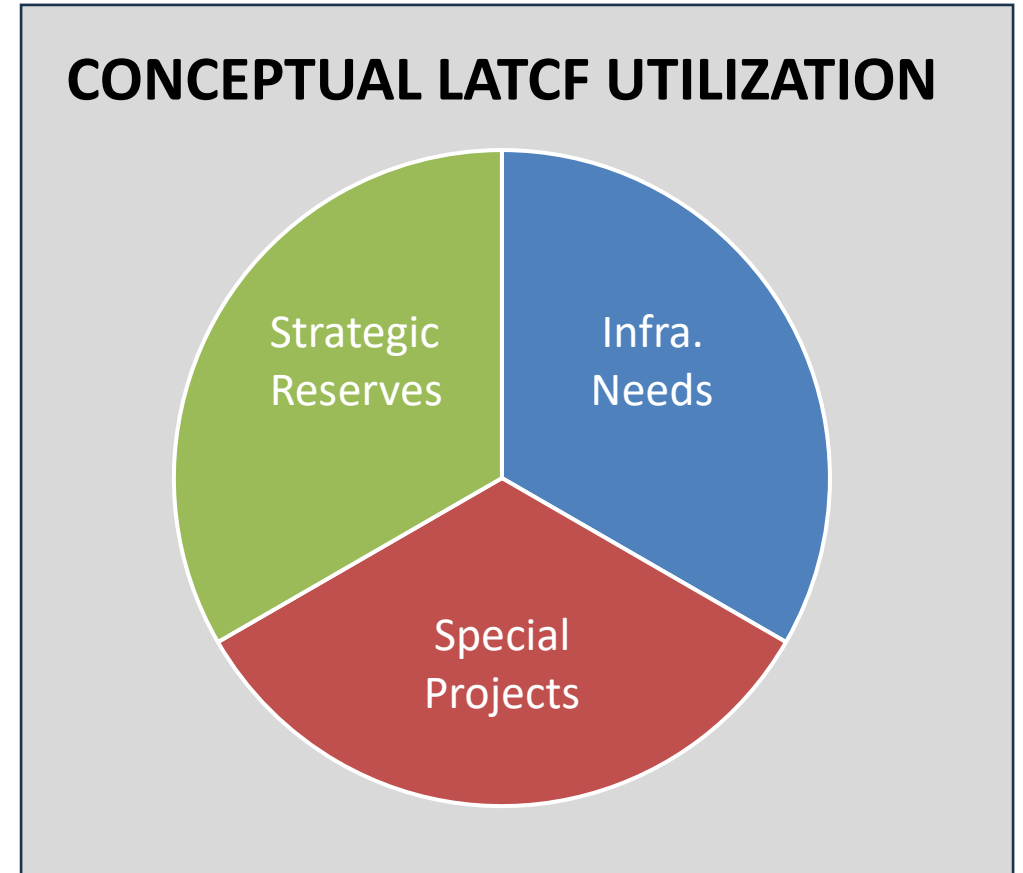 CONCEPTUAL LATCF UTILIZATION
Strategic
Reserves
Infra.
Needs
Special
Projects